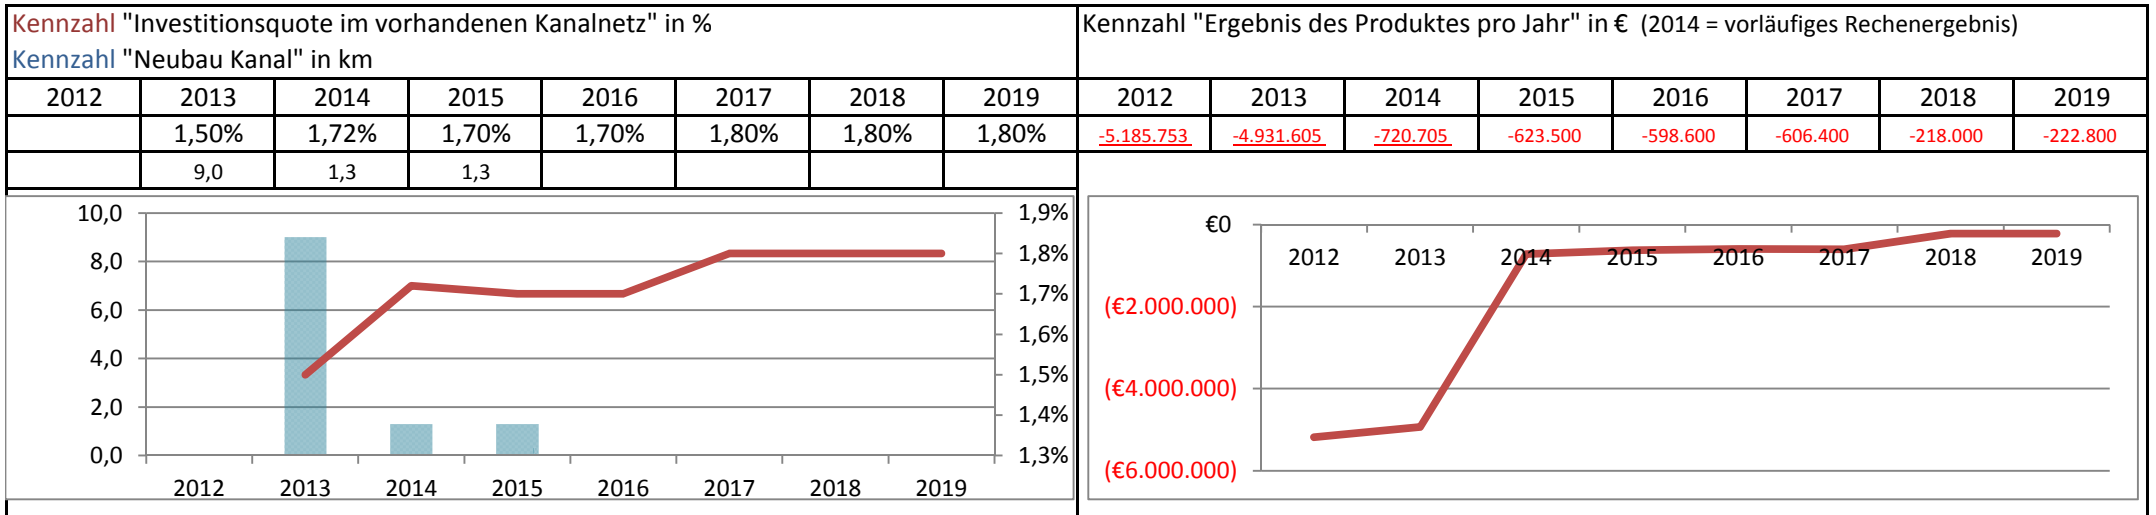 Kennzahl "Investitionsquote im vorhandenen Kanalnetz" in %
Kennzahl "Neubau Kanal" in km
2012 2013 2014 2015 2016 2017 2018 2019
1,50% 1,72% 1,70% 1,70% 1,80% 1,80% 1,80%
9,0 1,3 1,3
10,0
8,0
6,0
4,0
2,0
0,0
1,9%
1,8%
1,7%
1,6%
1,5%
1,4%
1,3%
2012 2013 2014 2015 2016 2017 2018 2019
Kennzahl "Ergebnis des Produktes pro Jahr" in € (2014 = vorläufiges Rechenergebnis)
2012 2013 2014 2015 2016 2017 2018 2019
-5.185.753 -4.931.605 -720.705 -623.500 -598.600 -606.400 -218.000 -222.800
€0
(€2.000.000)
(€4.000.000)
(€6.000.000)
2012 2013 2014 2015 2016 2017 2018 2019